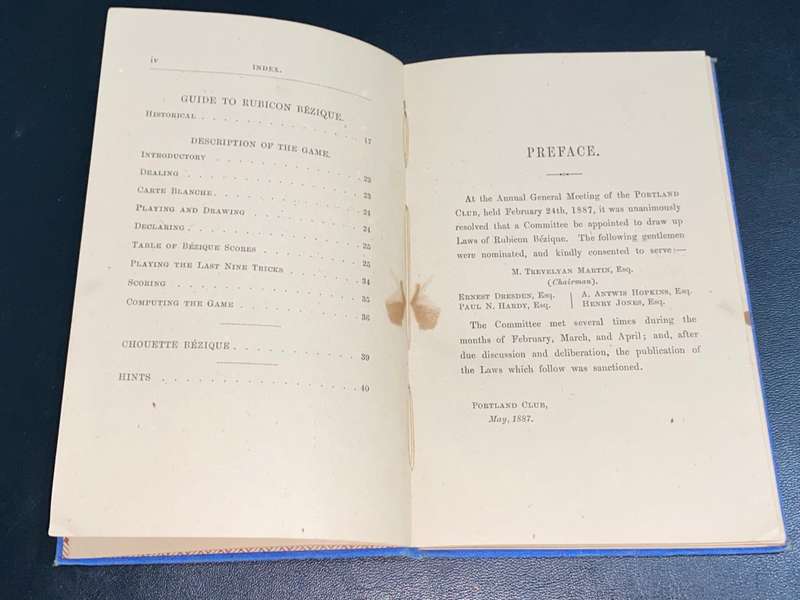 iv
INDEX.
GUIDE TO RUBICON BÉZIQUE.
HISTORICAL . . . . . . . . . . . . . 17
DESCRIPTION OF THE GAME.
INTRODUCTORY . . . . . . . . . . . . 23
DEALING . . . . . . . . . . . . . . 23
CARTE BLANCHE . . . . . . . . . . . 24
PLAYING AND DRAWING . . . . . . . . 24
DECLARING . . . . . . . . . . . . . 25
TABLE OF BÉZIQUE SCORES . . . . . . 25
PLAYING THE LAST NINE TRICKS . . . . 34
SCORING . . . . . . . . . . . . . . 35
COMPUTING THE GAME . . . . . . . . . 36
CHOUETTE BÉZIQUE . . . . . . . . . . 39
HINTS . . . . . . . . . . . . . . . 40
PREFACE.
At the Annual General Meeting of the PORTLAND
CLUB, held February 24th, 1887, it was unanimously
resolved that a Committee be appointed to draw up
Laws of Rubicon Bézique. The following gentlemen
were nominated, and kindly consented to serve:—
M. TREVELYAN MARTIN, ESQ.
(Chairman).
ERNEST DRESDEN, ESQ. | A. ANTWIS HOPKINS, ESQ.
PAUL N. HARDY, ESQ. | HENRY JONES, ESQ.
The Committee met several times during the
months of February, March, and April; and, after
due discussion and deliberation, the publication of
the Laws which follow was sanctioned.
PORTLAND CLUB,
May, 1887.